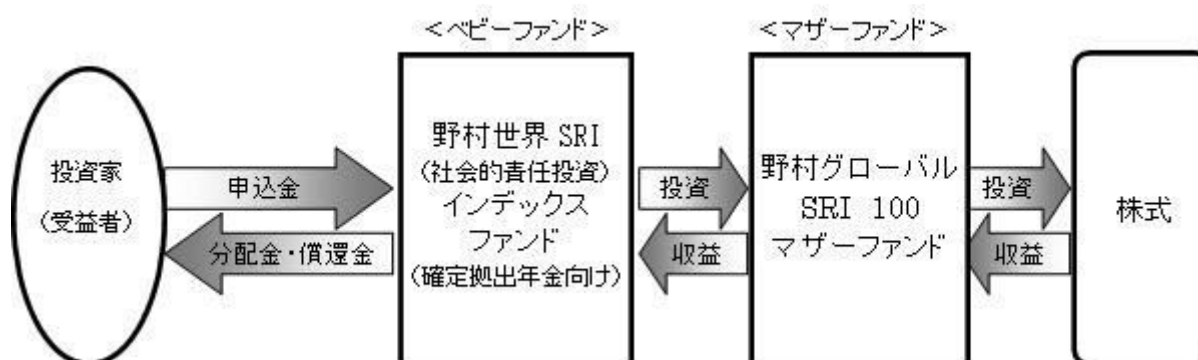 <ベビーファンド>
<マザーファンド>
投資家
(受益者)
申込金
分配金・償還金
野村世界 SRI
(社会的責任投資)
インデックス
ファンド
(確定拠出年金向け)
投資
収益
野村グローバル
SRI 100
マザーファンド
投資
収益
株式